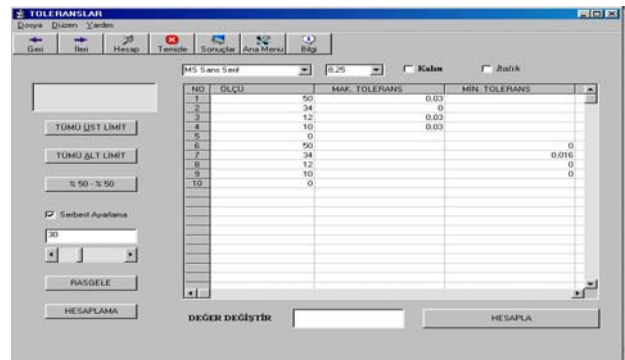 TOLERANSLAR
Dosya Düzen Yardım
Geri İleri Hesap Temizle Sonuçlar Ana Menü Bilgi
MS Sans Serif 8,25 Kalın İtalik
NO ÖLÇÜ MAK. TOLERANS MİN. TOLERANS
1 50 0,03
2 34 0
3 12 0,03
4 10 0,03
5 0
6 50 0
7 34 0,016
8 12 0
9 10 0
10 0
TÜMÜ ÜST LİMİT
TÜMÜ ALT LİMİT
% 50 - % 50
Serbest Ayarlama
30
RASGELE
HESAPLAMA
DEĞER DEĞİŞTİR HESAPLA